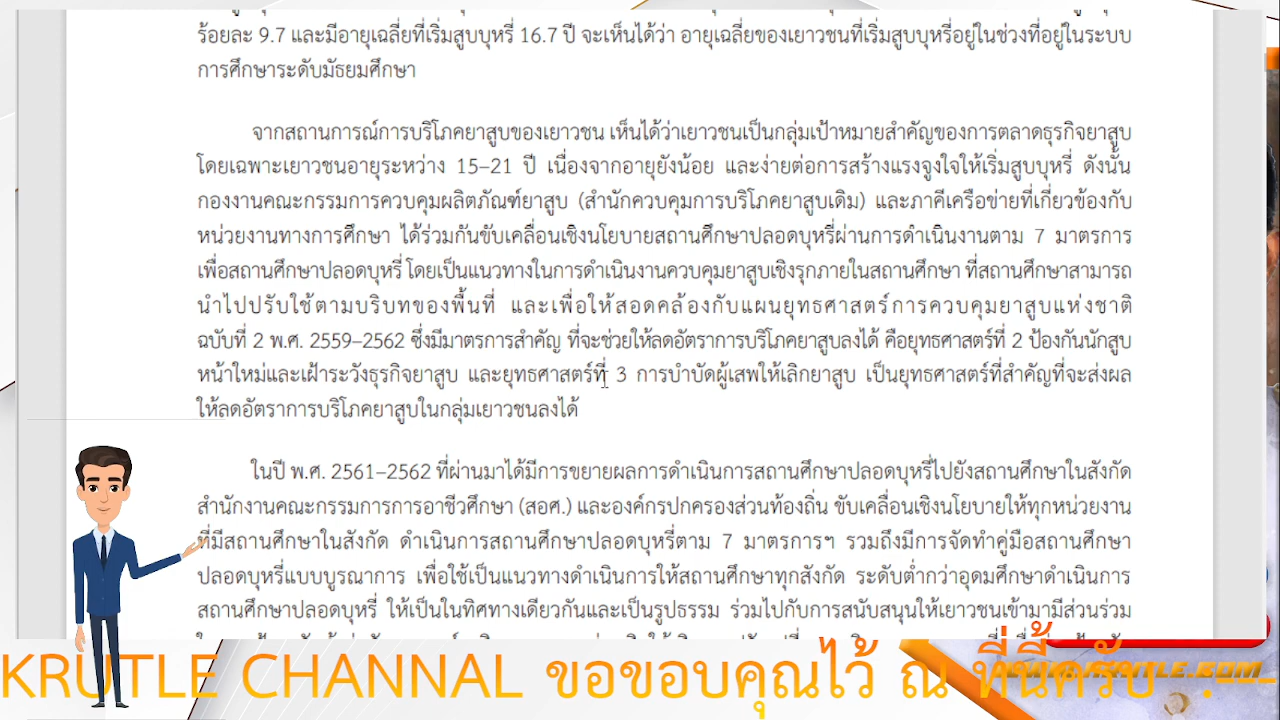 ร้อยละ 9.7 และมีอายุเฉลี่ยที่เริ่มสูบบุหรี่ 16.7 ปี จะเห็นได้ว่า อายุเฉลี่ยของเยาวชนที่เริ่มสูบบุหรี่อยู่ในช่วงที่อยู่ในระบบ
การศึกษาระดับมัธยมศึกษา
จากสถานการณ์การบริโภคยาสูบของเยาวชน เห็นได้ว่าเยาวชนเป็นกลุ่มเป้าหมายสำคัญของการตลาดธุรกิจยาสูบ
โดยเฉพาะเยาวชนอายุระหว่าง 15–21 ปี เนื่องจากอายุยังน้อย และง่ายต่อการสร้างแรงจูงใจให้เริ่มสูบบุหรี่ ดังนั้น
กองงานคณะกรรมการควบคุมผลิตภัณฑ์ยาสูบ (สำนักควบคุมการบริโภคยาสูบเดิม) และภาคีเครือข่ายที่เกี่ยวข้องกับ
หน่วยงานทางการศึกษา ได้ร่วมกันขับเคลื่อนเชิงนโยบายสถานศึกษาปลอดบุหรี่ผ่านการดำเนินงานตาม 7 มาตรการ
เพื่อสถานศึกษาปลอดบุหรี่ โดยเป็นแนวทางในการดำเนินงานควบคุมยาสูบเชิงรุกภายในสถานศึกษา ที่สถานศึกษาสามารถ
นำไปปรับใช้ตามบริบทของพื้นที่ และเพื่อให้สอดคล้องกับแผนยุทธศาสตร์การควบคุมยาสูบแห่งชาติ
ฉบับที่ 2 พ.ศ. 2559–2562 ซึ่งมีมาตรการสำคัญ ที่จะช่วยให้ลดอัตราการบริโภคยาสูบลงได้ คือยุทธศาสตร์ที่ 2 ป้องกันนักสูบ
หน้าใหม่และเฝ้าระวังธุรกิจยาสูบ และยุทธศาสตร์ที่ 3 การบำบัดผู้เสพให้เลิกยาสูบ เป็นยุทธศาสตร์ที่สำคัญที่จะส่งผล
ให้ลดอัตราการบริโภคยาสูบในกลุ่มเยาวชนลงได้
ในปี พ.ศ. 2561–2562 ที่ผ่านมาได้มีการขยายผลการดำเนินการสถานศึกษาปลอดบุหรี่ไปยังสถานศึกษาในสังกัด
สำนักงานคณะกรรมการการอาชีวศึกษา (สอศ.) และองค์กรปกครองส่วนท้องถิ่น ขับเคลื่อนเชิงนโยบายให้ทุกหน่วยงาน
ที่มีสถานศึกษาในสังกัด ดำเนินการสถานศึกษาปลอดบุหรี่ตาม 7 มาตรการฯ รวมถึงมีการจัดทำคู่มือสถานศึกษา
ปลอดบุหรี่แบบบูรณาการ เพื่อใช้เป็นแนวทางดำเนินการให้สถานศึกษาทุกสังกัด ระดับต่ำกว่าอุดมศึกษาดำเนินการ
สถานศึกษาปลอดบุหรี่ ให้เป็นในทิศทางเดียวกันและเป็นรูปธรรม ร่วมไปกับการสนับสนุนให้เยาวชนเข้ามามีส่วนร่วม
KRUTLE CHANNAL ขอขอบคุณไว้ ณ ที่นี้ครับ